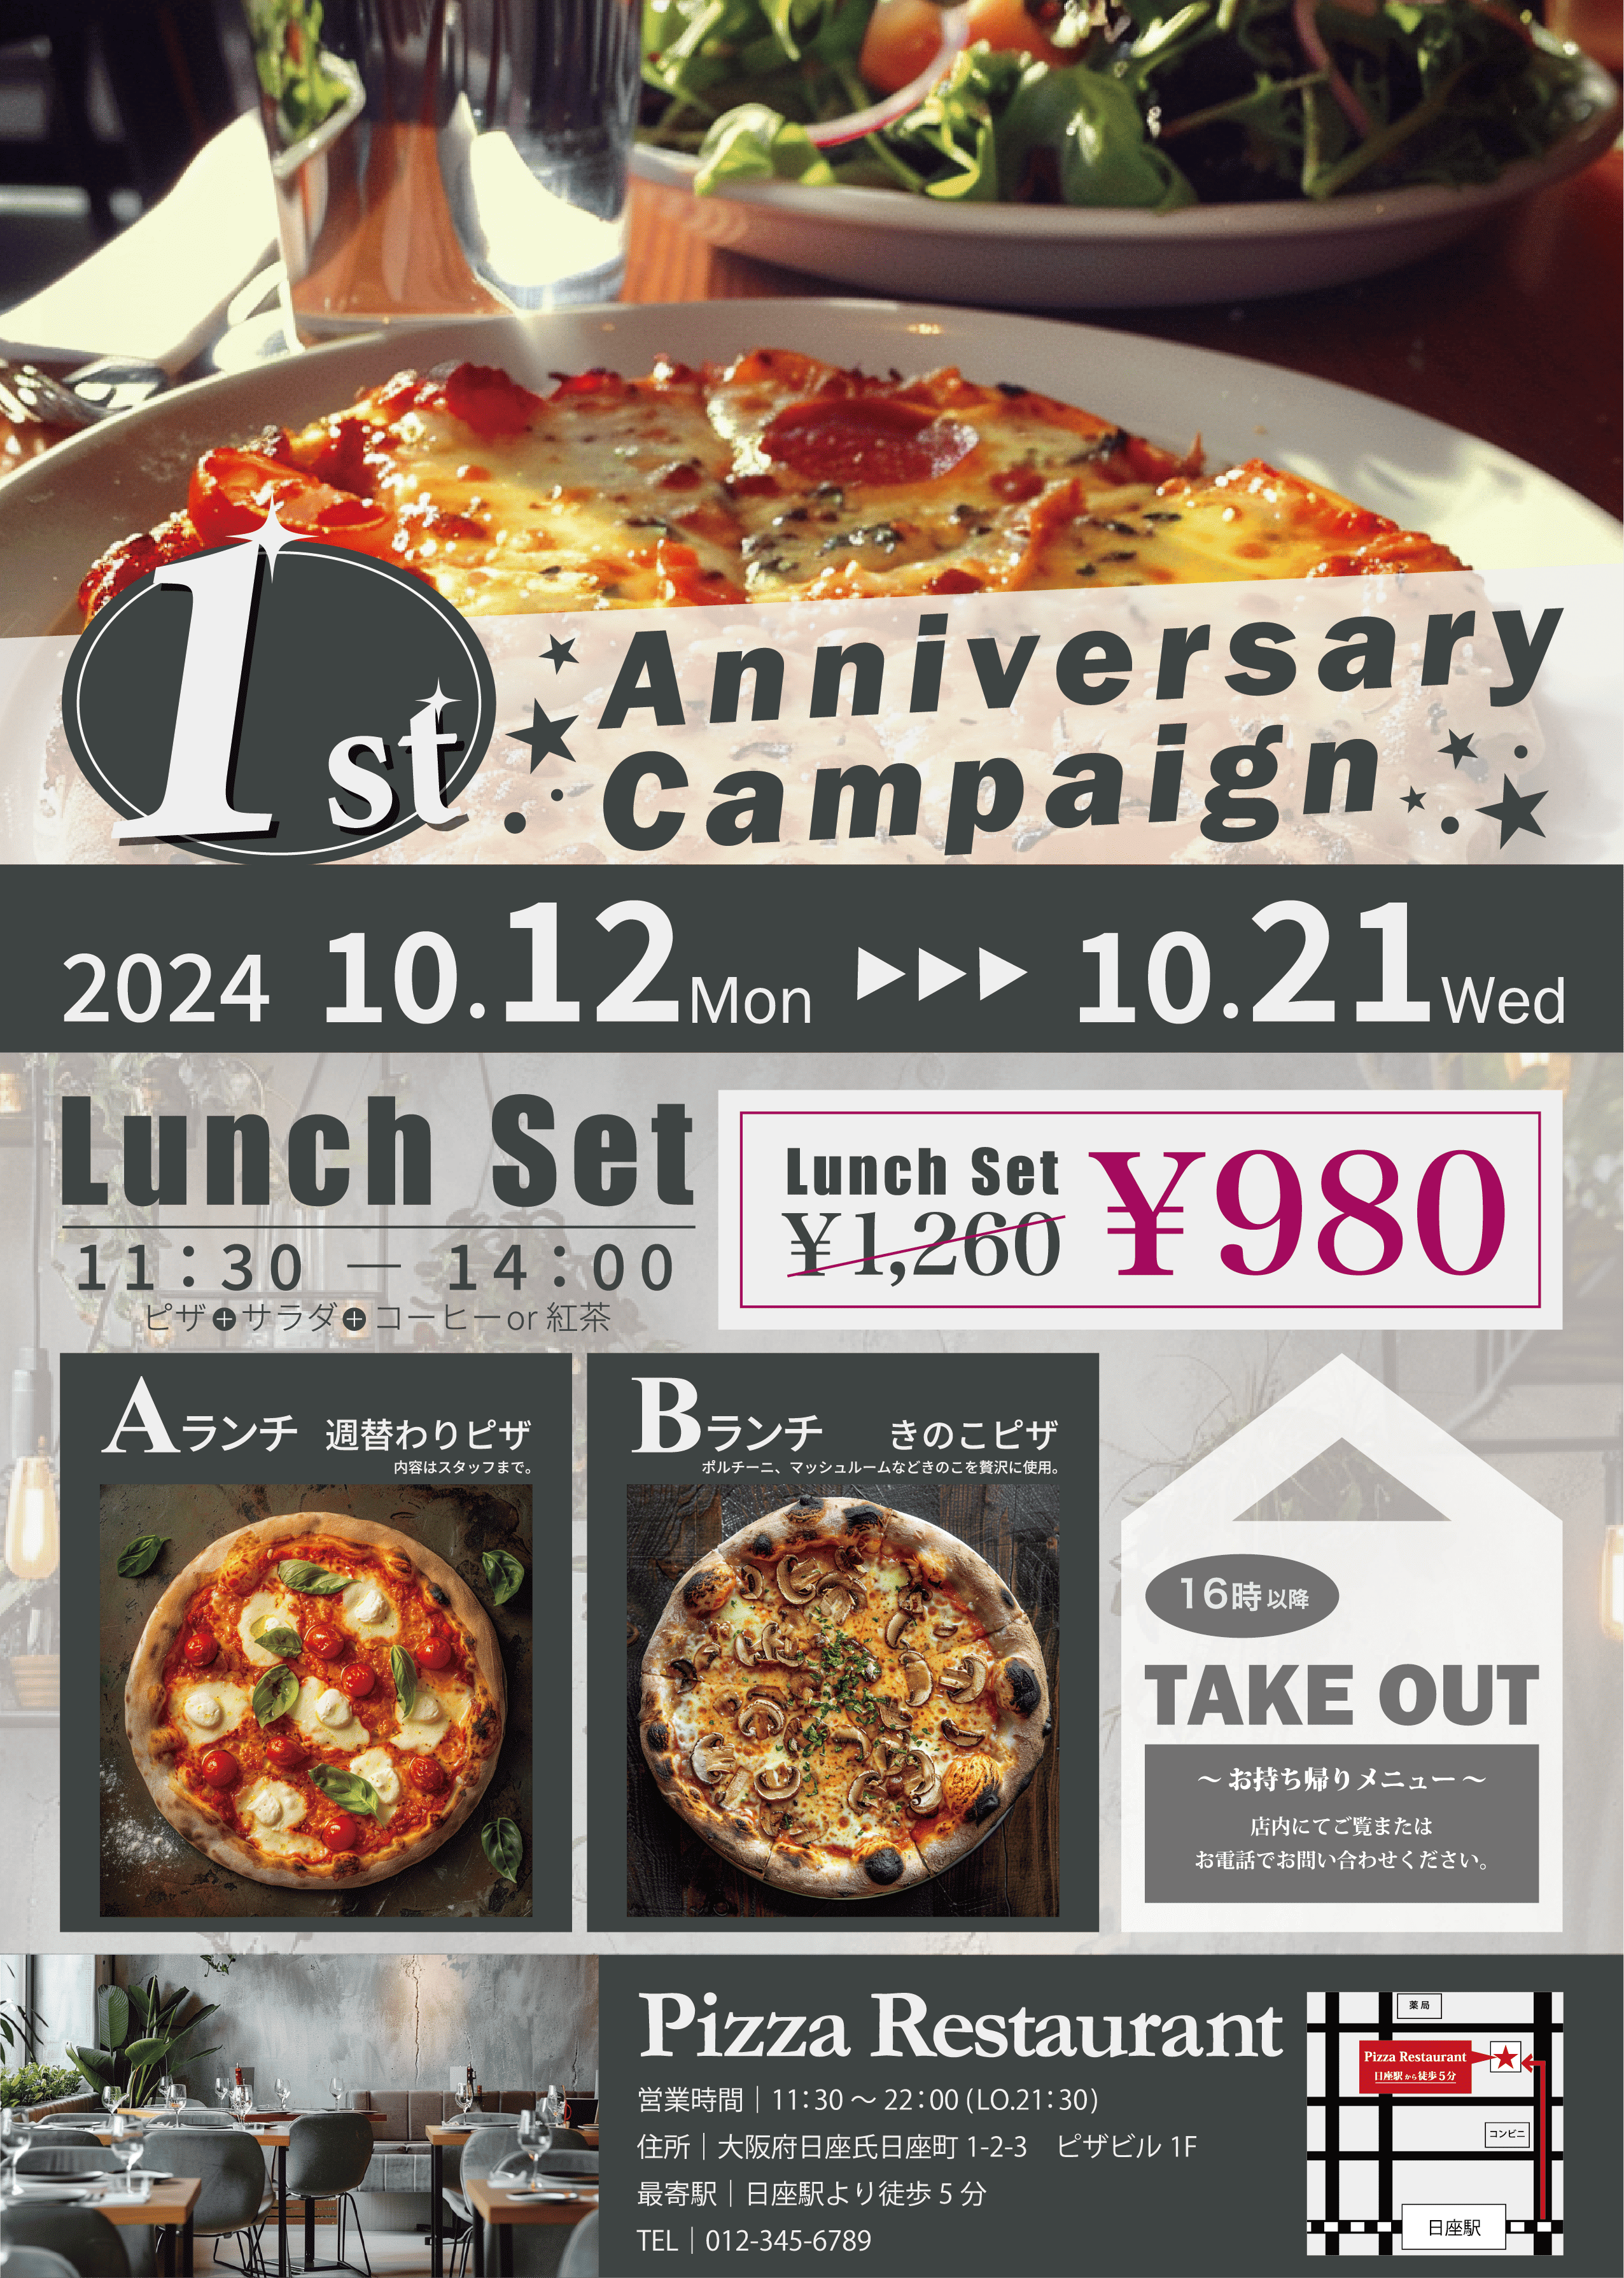 1st
Anniversary
Campaign
2024 10.12 Mon ▶▶▶ 10.21 Wed
Lunch Set
11：30 ― 14：00
ピザ+サラダ+コーヒーor 紅茶
Lunch Set
¥1,260
¥980
Aランチ 週替わりピザ
内容はスタッフまで。
Bランチ きのこピザ
ポルチーニ、マッシュルームなどきのこを贅沢に使用。
16時以降
TAKE OUT
～お持ち帰りメニュー～
店内にてご覧または
お電話でお問い合わせください。
Pizza Restaurant
営業時間｜11：30 ～ 22：00 (LO.21：30)
住所｜大阪府日座氏日座町 1-2-3　ピザビル 1F
最寄駅｜日座駅より徒歩 5 分
TEL｜012-345-6789
薬局
Pizza Restaurant
日座駅から徒歩5分
コンビニ
日座駅